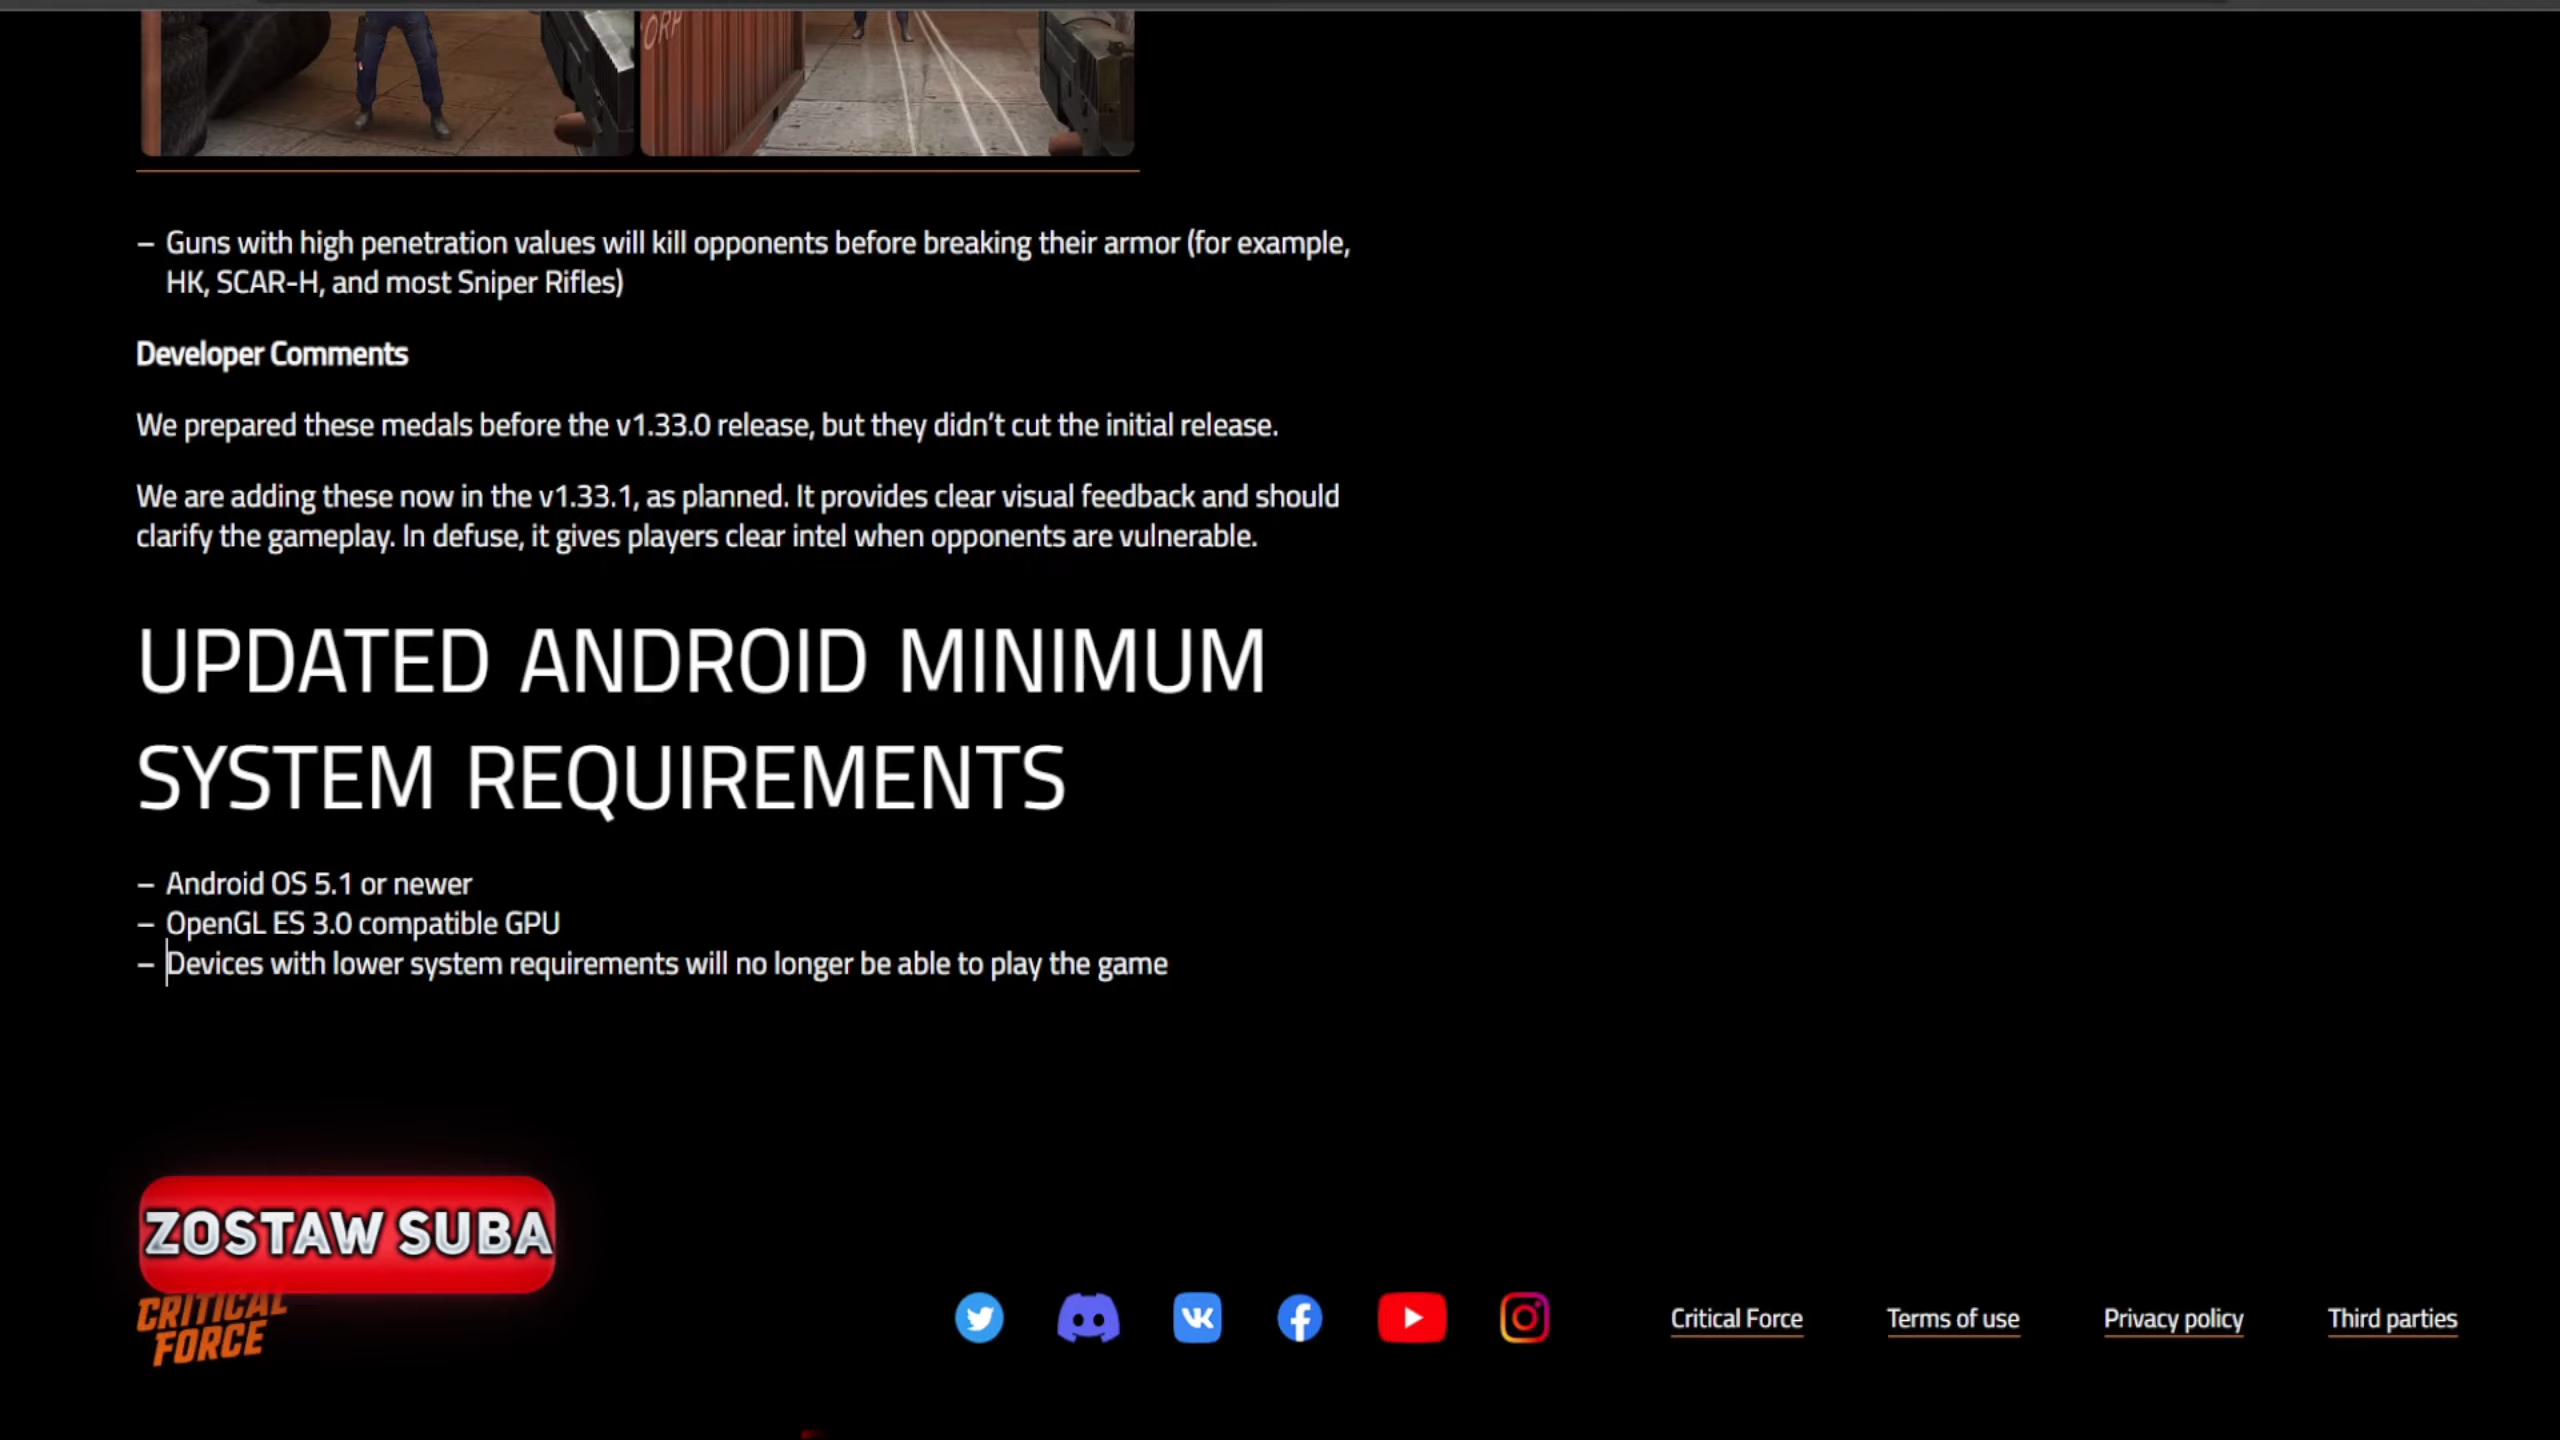 ORP
– Guns with high penetration values will kill opponents before breaking their armor (for example,
HK, SCAR-H, and most Sniper Rifles)
Developer Comments
We prepared these medals before the v1.33.0 release, but they didn’t cut the initial release.
We are adding these now in the v1.33.1, as planned. It provides clear visual feedback and should
clarify the gameplay. In defuse, it gives players clear intel when opponents are vulnerable.
UPDATED ANDROID MINIMUM
SYSTEM REQUIREMENTS
– Android OS 5.1 or newer
– OpenGL ES 3.0 compatible GPU
– Devices with lower system requirements will no longer be able to play the game
ZOSTAW SUBA
CRITICAL
FORCE
Critical Force Terms of use Privacy policy Third parties